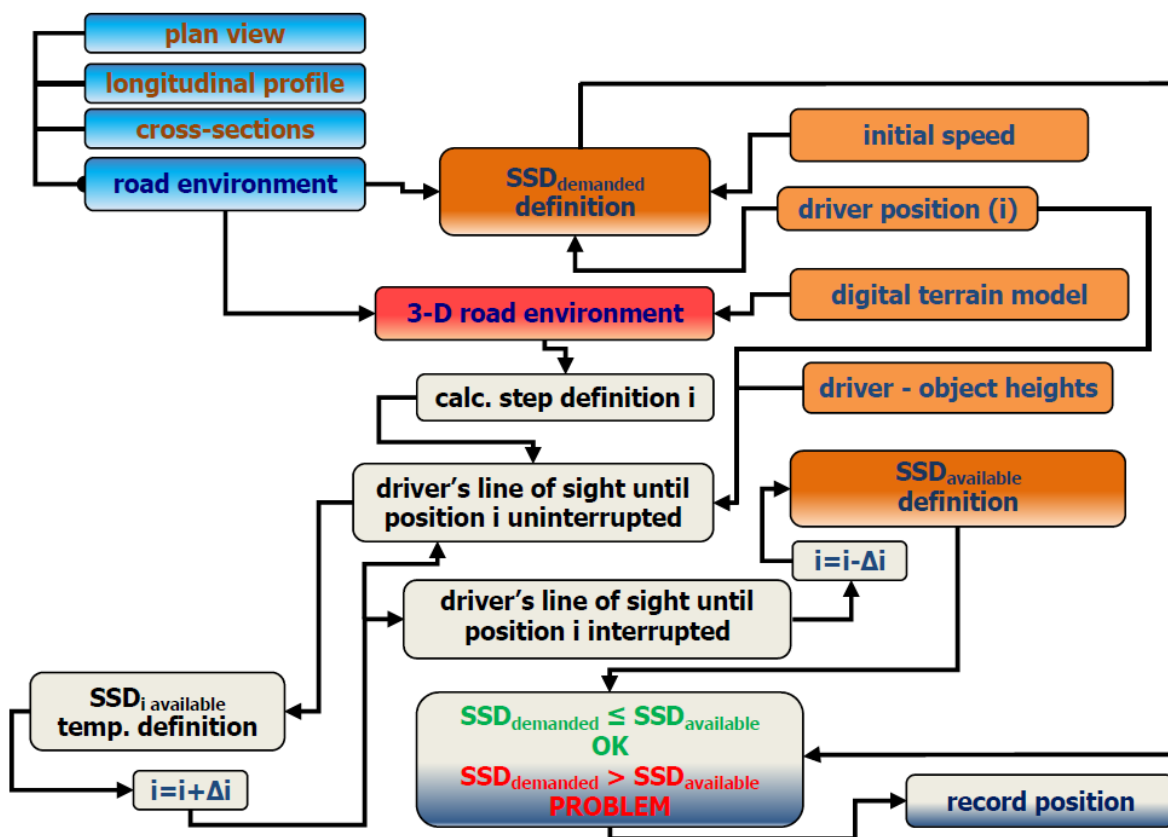 plan view
longitudinal profile
cross-sections
road environment
SSDdemanded
definition
initial speed
driver position (i)
3-D road environment
digital terrain model
calc. step definition i
driver - object heights
driver's line of sight until
position i uninterrupted
SSDavailable
definition
i=i-Δi
driver's line of sight until
position i interrupted
SSDi available
temp. definition
i=i+Δi
SSDdemanded ≤ SSDavailable
OK
SSDdemanded > SSDavailable
PROBLEM
record position